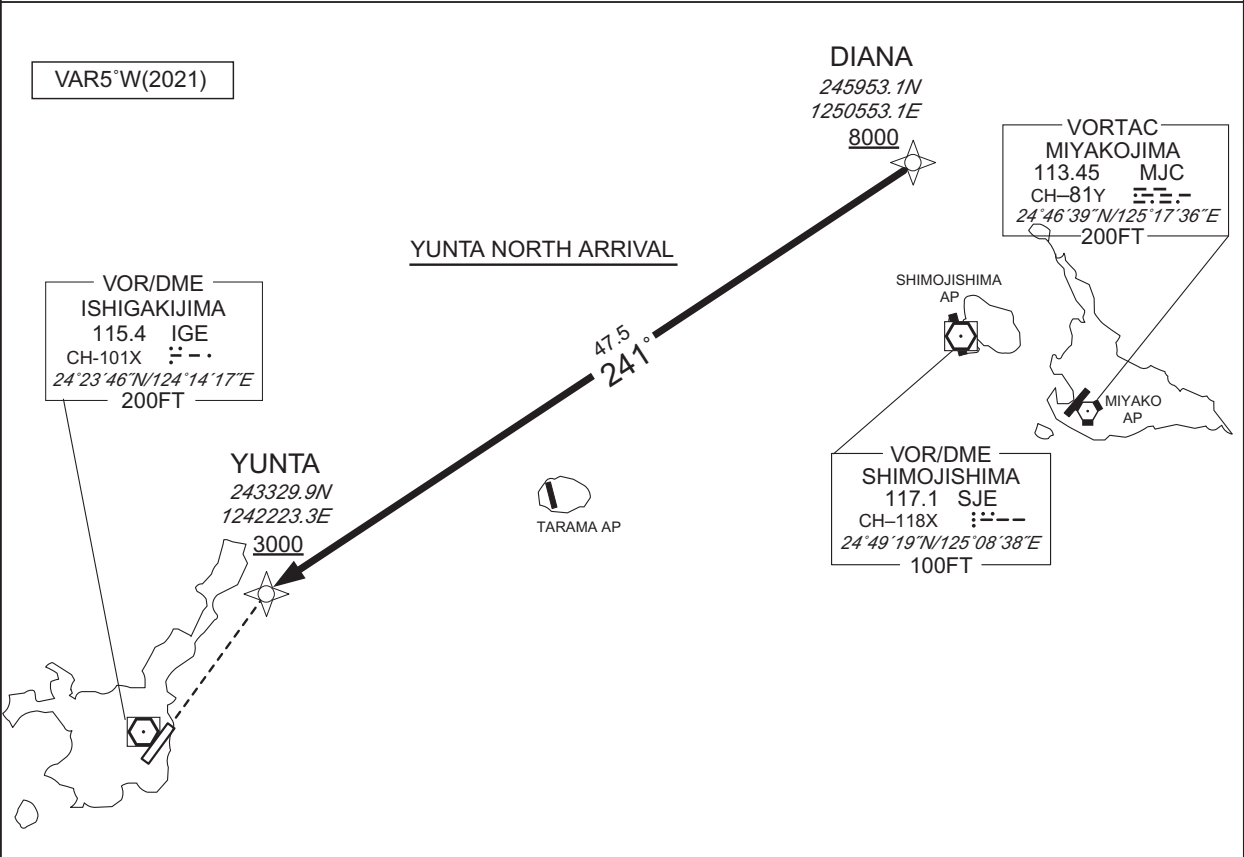 VAR5°W(2021)
DIANA
245953.1N
1250553.1E
8000
VORTAC
MIYAKOJIMA
113.45 MJC
CH–81Y
24°46´39˝N/125°17´36˝E
200FT
YUNTA NORTH ARRIVAL
VOR/DME
ISHIGAKIJIMA
115.4 IGE
CH-101X
24°23´46˝N/124°14´17˝E
200FT
SHIMOJISHIMA
AP
47.5
241°
MIYAKO
AP
YUNTA
243329.9N
1242223.3E
3000
TARAMA AP
VOR/DME
SHIMOJISHIMA
117.1 SJE
CH–118X
24°49´19˝N/125°08´38˝E
100FT